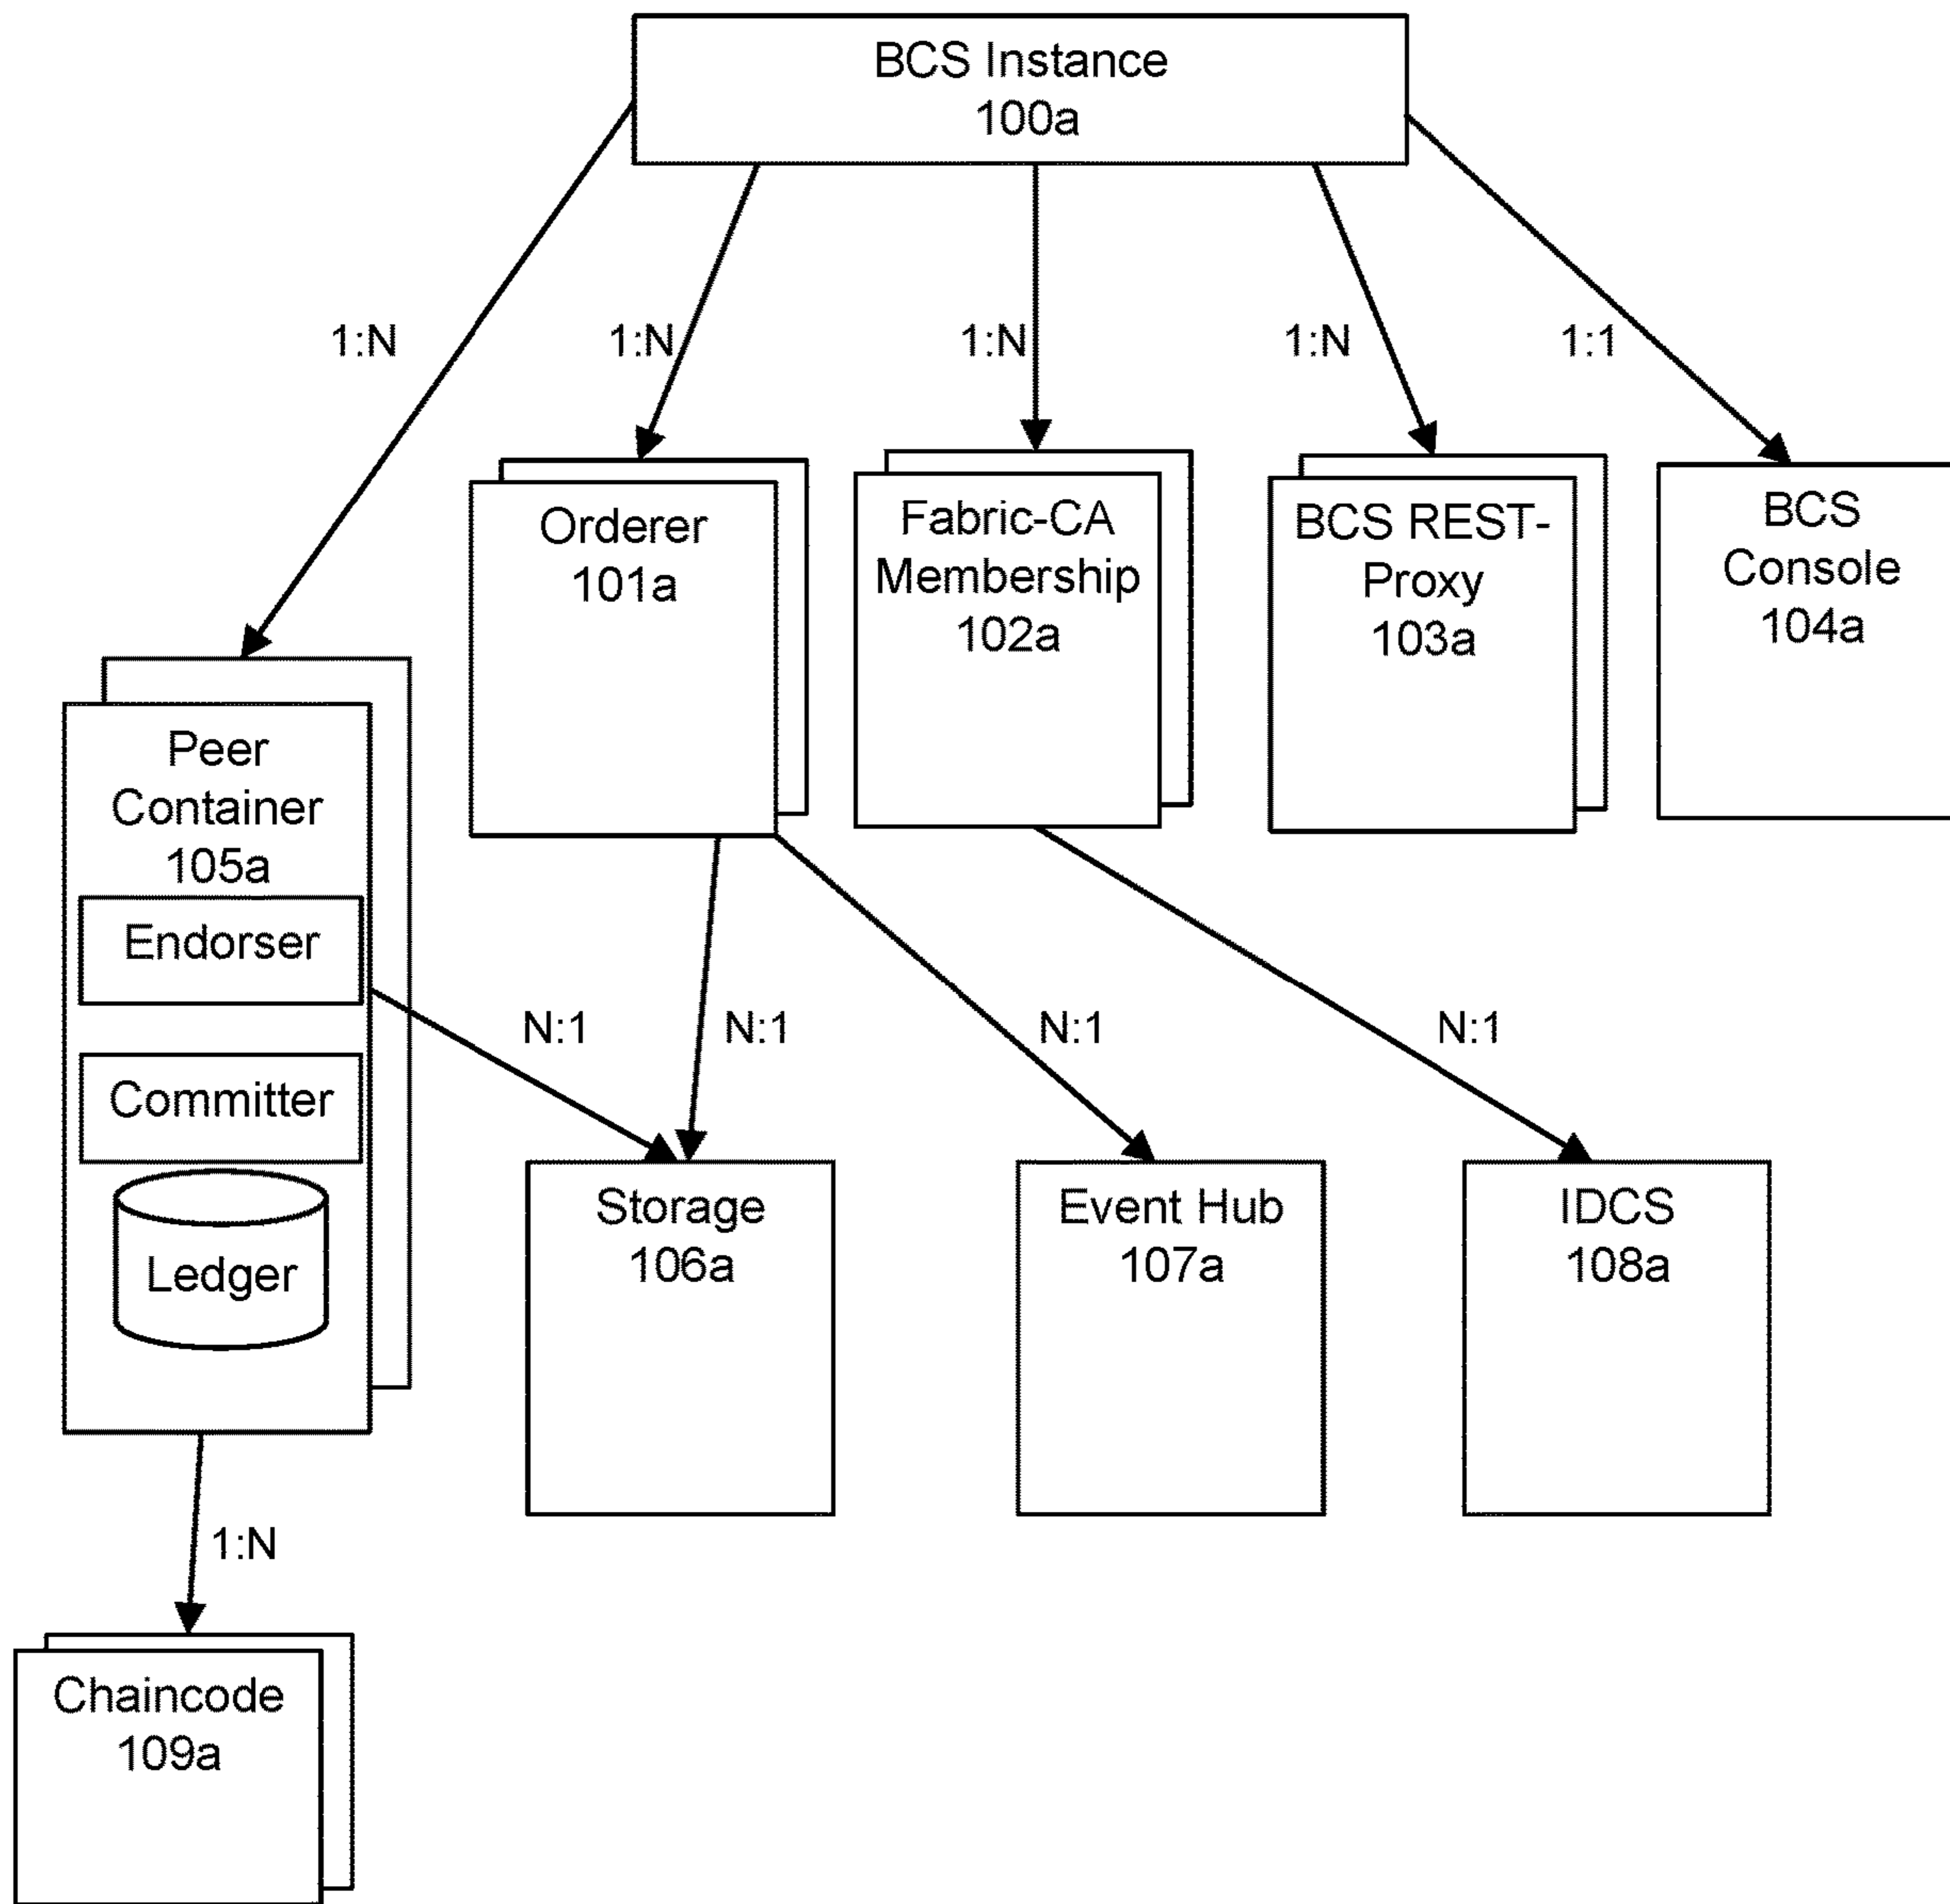 BCS Instance
100a
1:N
1:N
1:N
1:N
1:1
Orderer
101a
Fabric-CA
Membership
102a
BCS REST-
Proxy
103a
BCS
Console
104a
Peer
Container
105a
Endorser
Committer
Ledger
N:1
N:1
N:1
N:1
Storage
106a
Event Hub
107a
IDCS
108a
1:N
Chaincode
109a